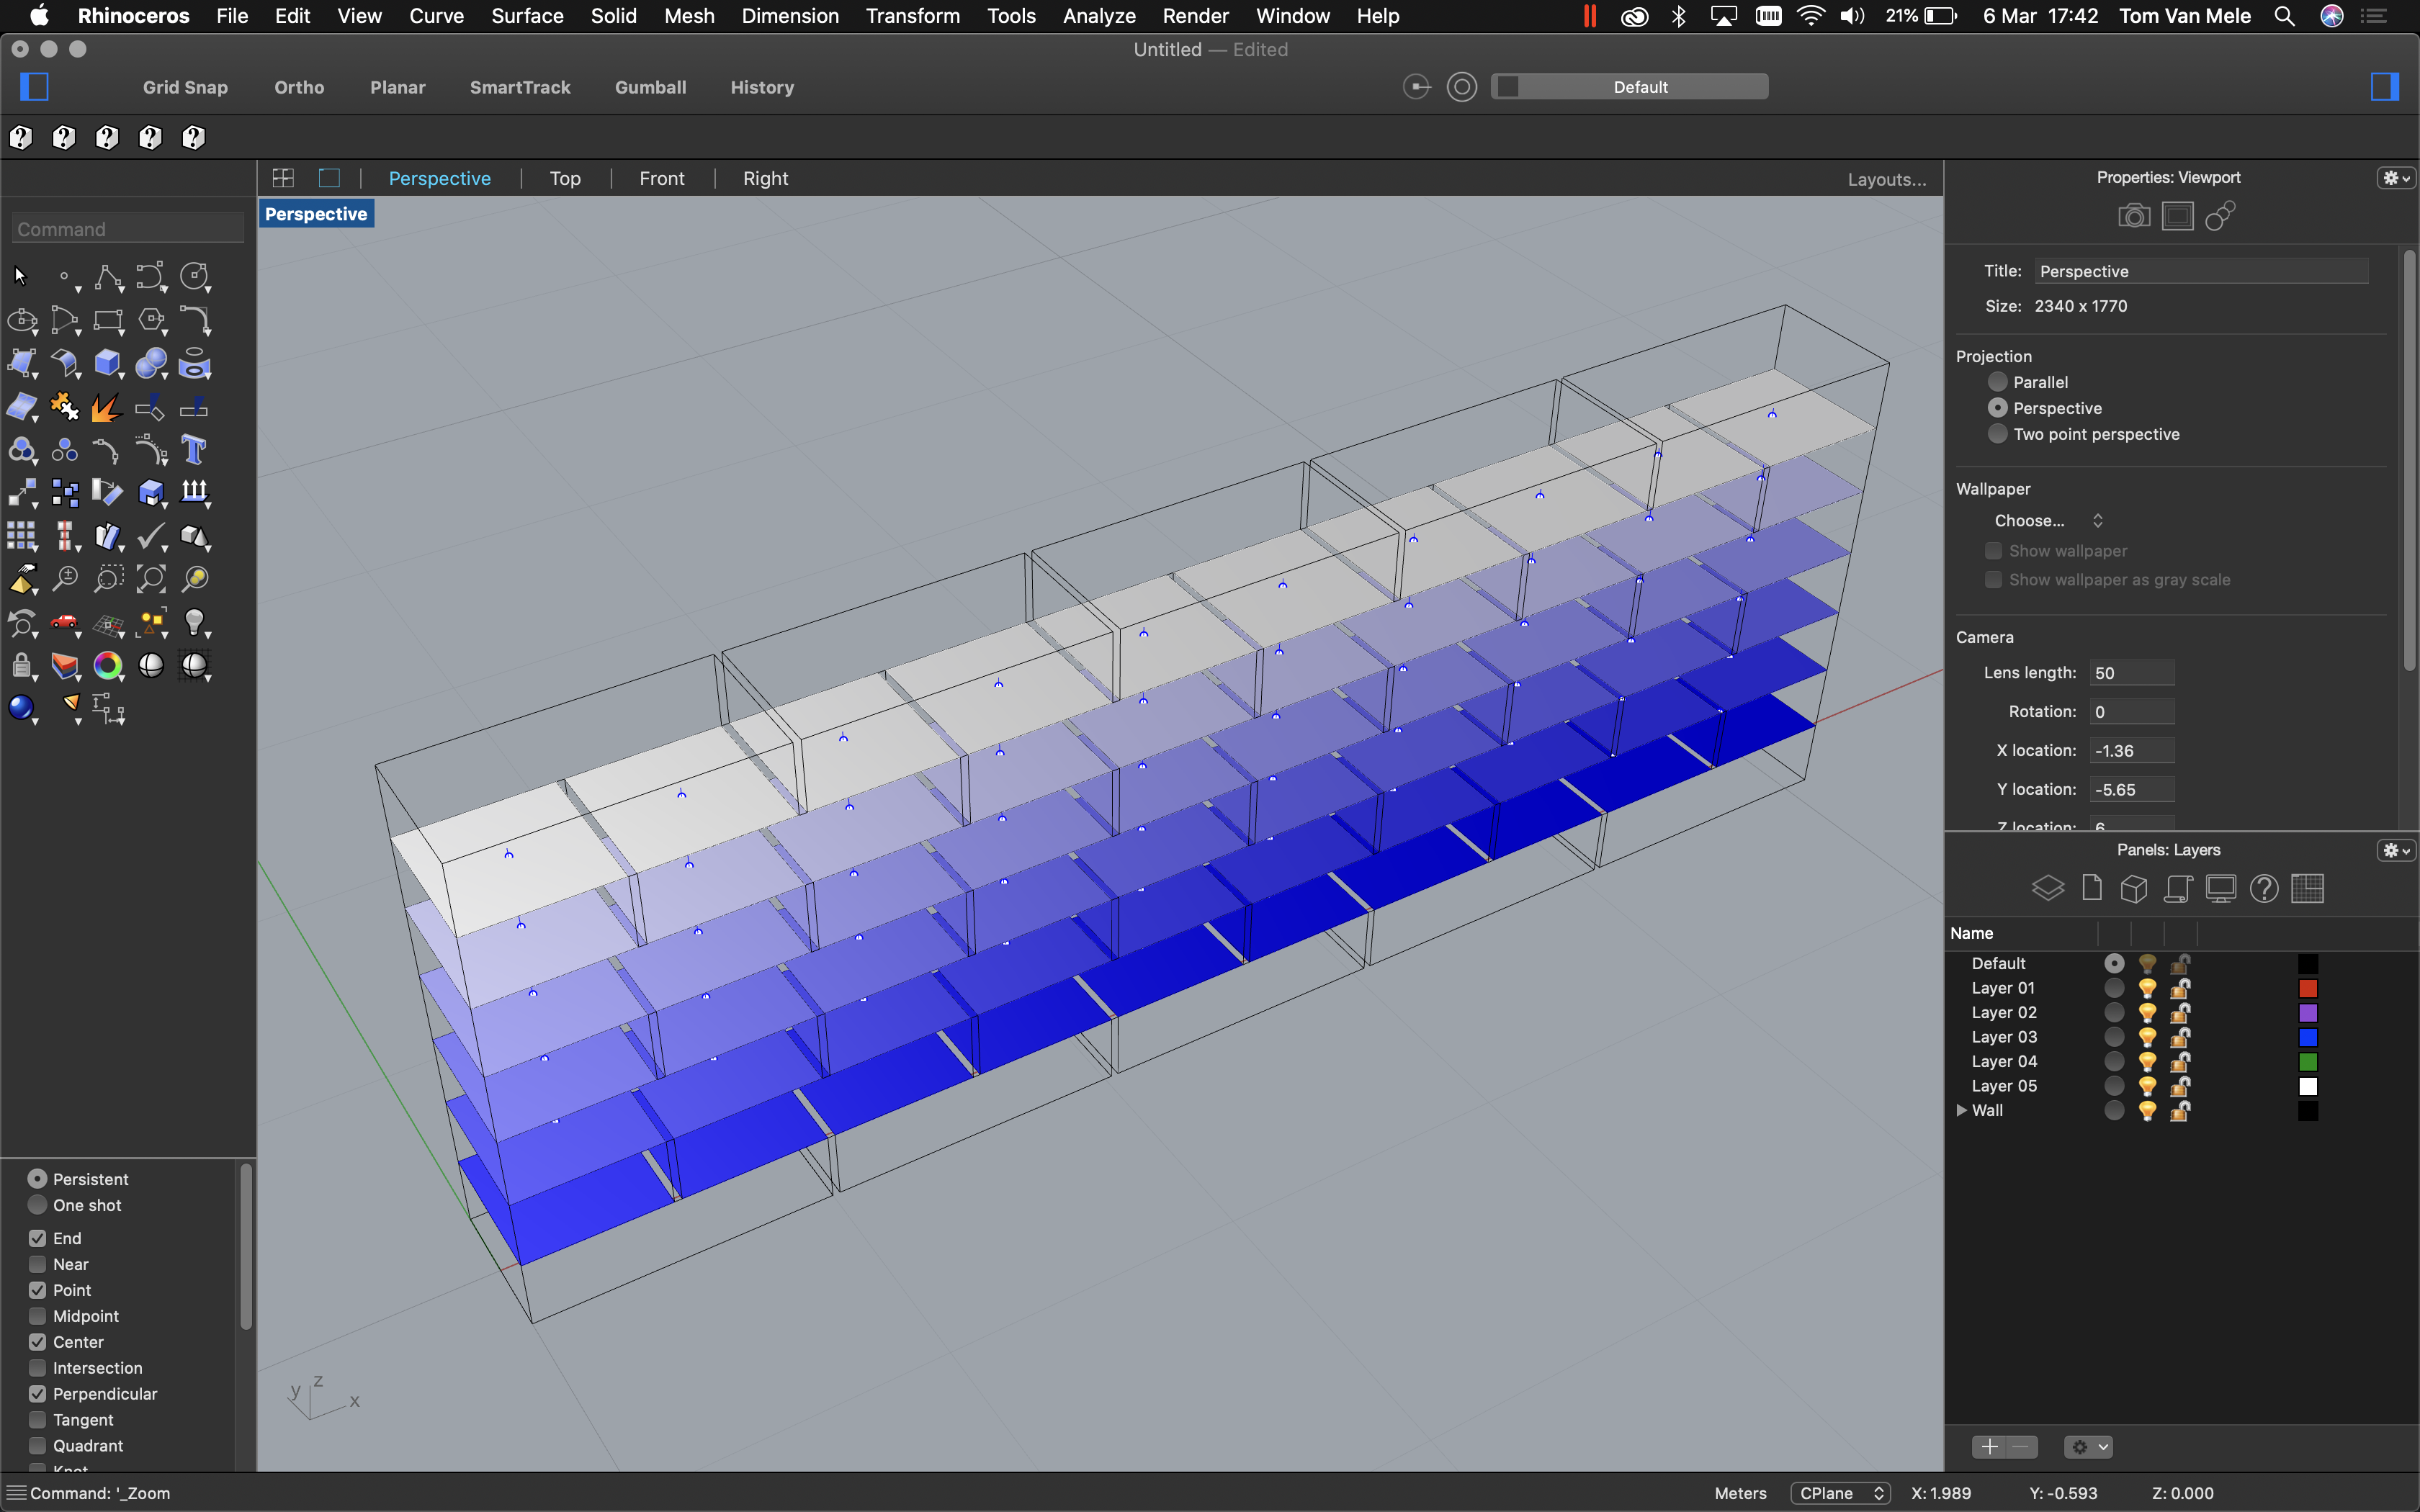 Rhinoceros File Edit View Curve Surface Solid Mesh Dimension Transform Tools Analyze Render Window Help 21% 6 Mar 17:42 Tom Van Mele
Untitled — Edited
Grid Snap Ortho Planar SmartTrack Gumball History Default
Perspective Top Front Right Layouts...
Perspective
Command
y z x
Persistent
One shot
End
Near
Point
Midpoint
Center
Intersection
Perpendicular
Tangent
Quadrant
Knot
Properties: Viewport
Title: Perspective
Size: 2340 x 1770
Projection
Parallel
Perspective
Two point perspective
Wallpaper
Choose...
Show wallpaper
Show wallpaper as gray scale
Camera
Lens length: 50
Rotation: 0
X location: -1.36
Y location: -5.65
Z location: 6
Panels: Layers
Name
Default
Layer 01
Layer 02
Layer 03
Layer 04
Layer 05
Wall
Command: '_Zoom Meters CPlane X: 1.989 Y: -0.593 Z: 0.000